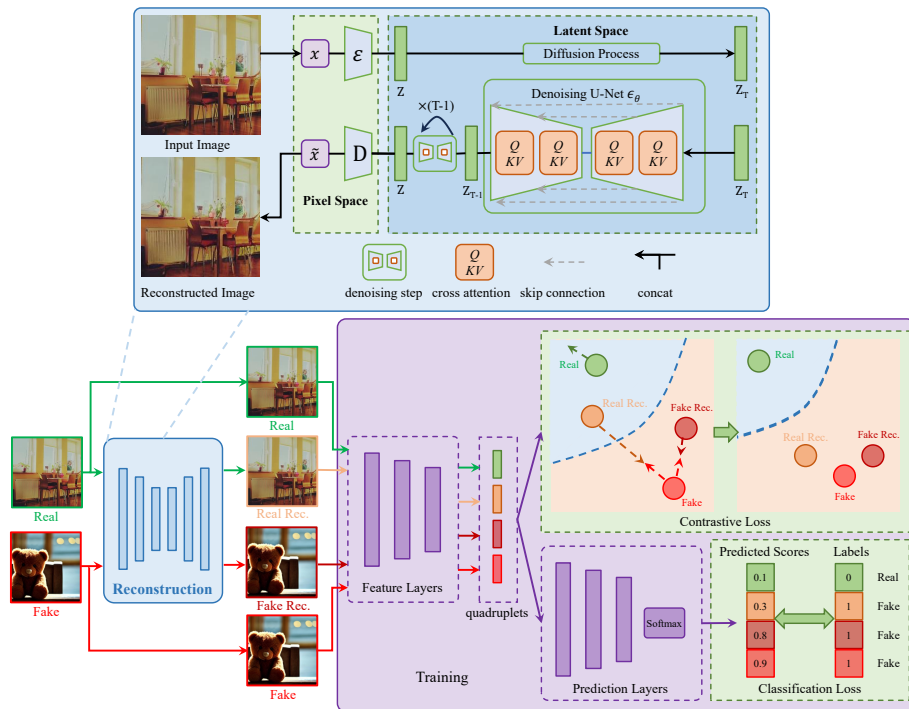 Input Image
x
ε
Z
Latent Space
Diffusion Process
Z_T
Denoising U-Net ϵ_θ
×(T-1)
x̃
D
Z
Z_{T-1}
Q
KV
Q
KV
Q
KV
Q
KV
Z_T
Pixel Space
Reconstructed Image
denoising step
Q
KV
cross attention
skip connection
concat
Real
Real
Real Rec.
Fake
Reconstruction
Fake Rec.
Fake
Feature Layers
quadruplets
Training
Real
Real Rec.
Fake Rec.
Fake
Real
Real Rec.
Fake Rec.
Fake
Contrastive Loss
Softmax
Prediction Layers
Predicted Scores Labels
0.1 0 Real
0.3 1 Fake
0.8 1 Fake
0.9 1 Fake
Classification Loss